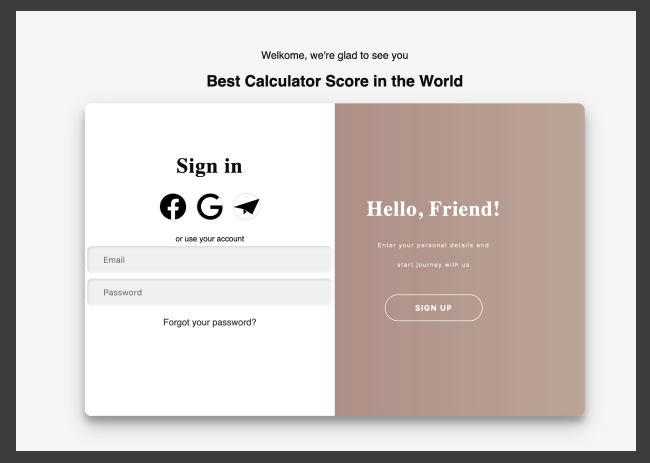 Welkome, we're glad to see you
Best Calculator Score in the World
Sign in
or use your account
Email
Password
Forgot your password?
Hello, Friend!
Enter your personal details and
start journey with us
SIGN UP